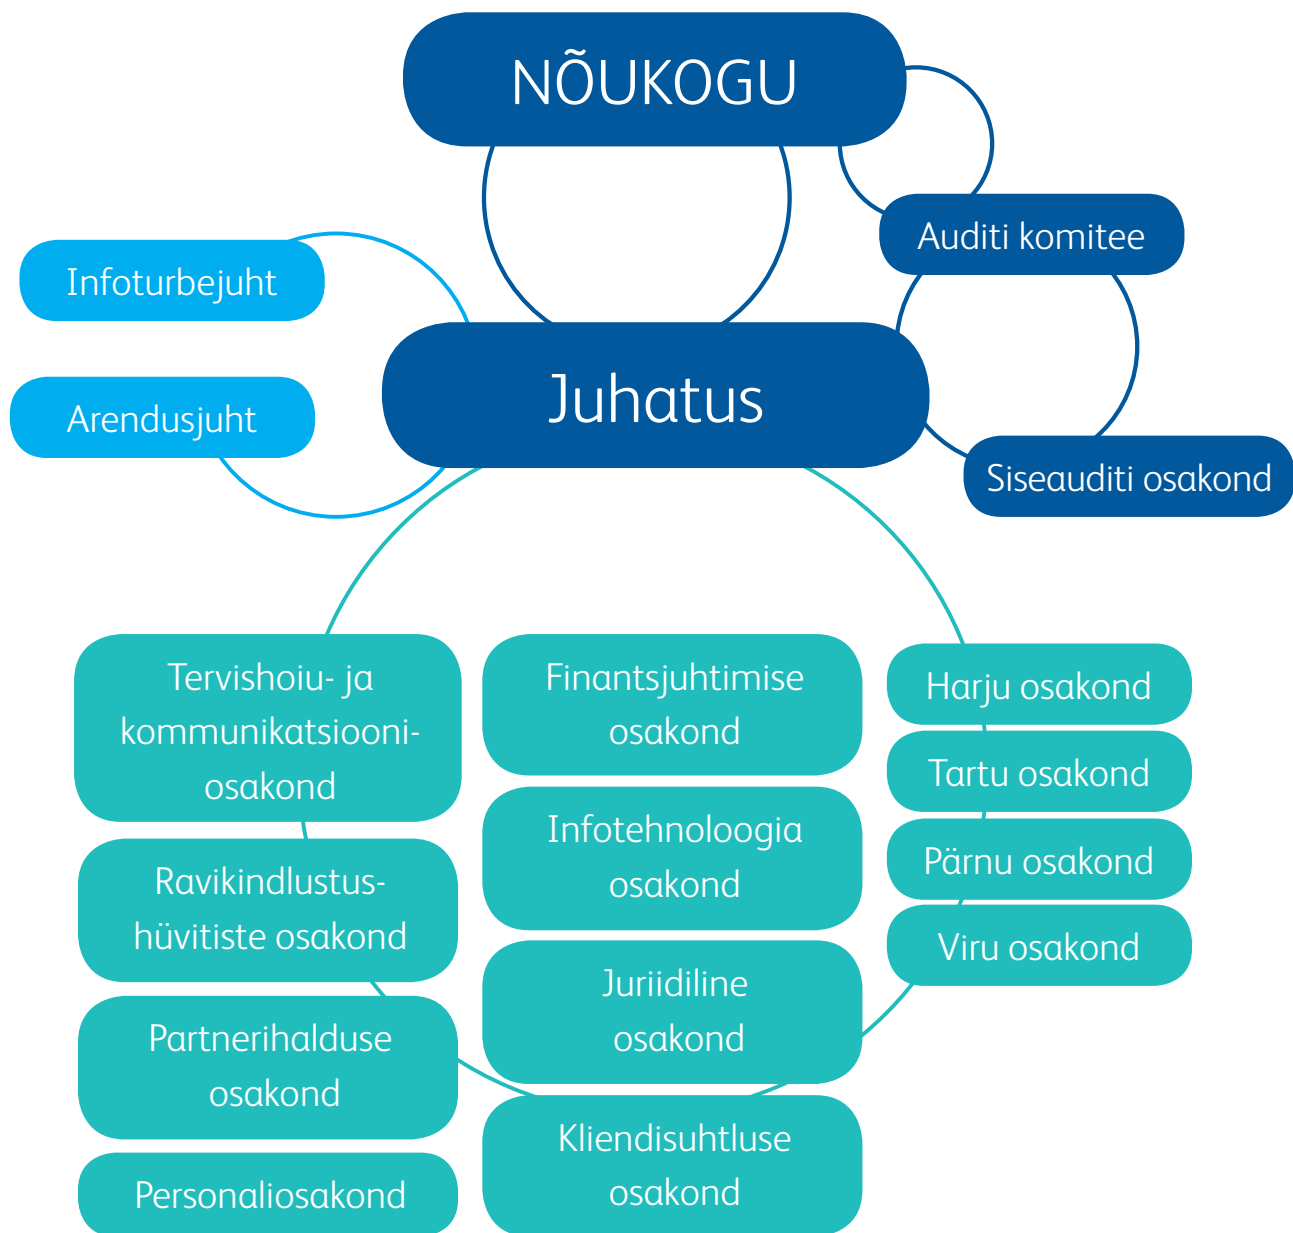 NÕUKOGU
Auditi komitee
Infoturbejuht
Juhatus
Arendusjuht
Siseauditi osakond
Tervishoiu- ja
kommunikatsiooni-
osakond
Ravikindlustus-
hüvitiste osakond
Partnerihalduse
osakond
Personaliosakond
Finantsjuhtimise
osakond
Infotehnoloogia
osakond
Juriidiline
osakond
Kliendisuhtluse
osakond
Harju osakond
Tartu osakond
Pärnu osakond
Viru osakond